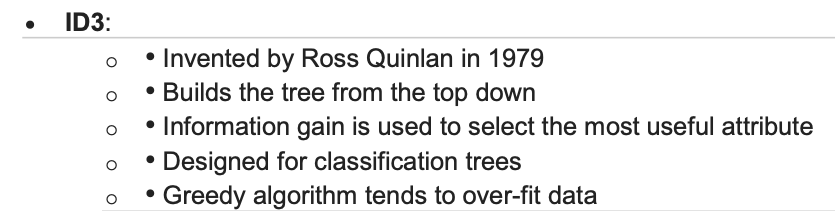 • ID3:
o • Invented by Ross Quinlan in 1979
o • Builds the tree from the top down
o • Information gain is used to select the most useful attribute
o • Designed for classification trees
o • Greedy algorithm tends to over-fit data